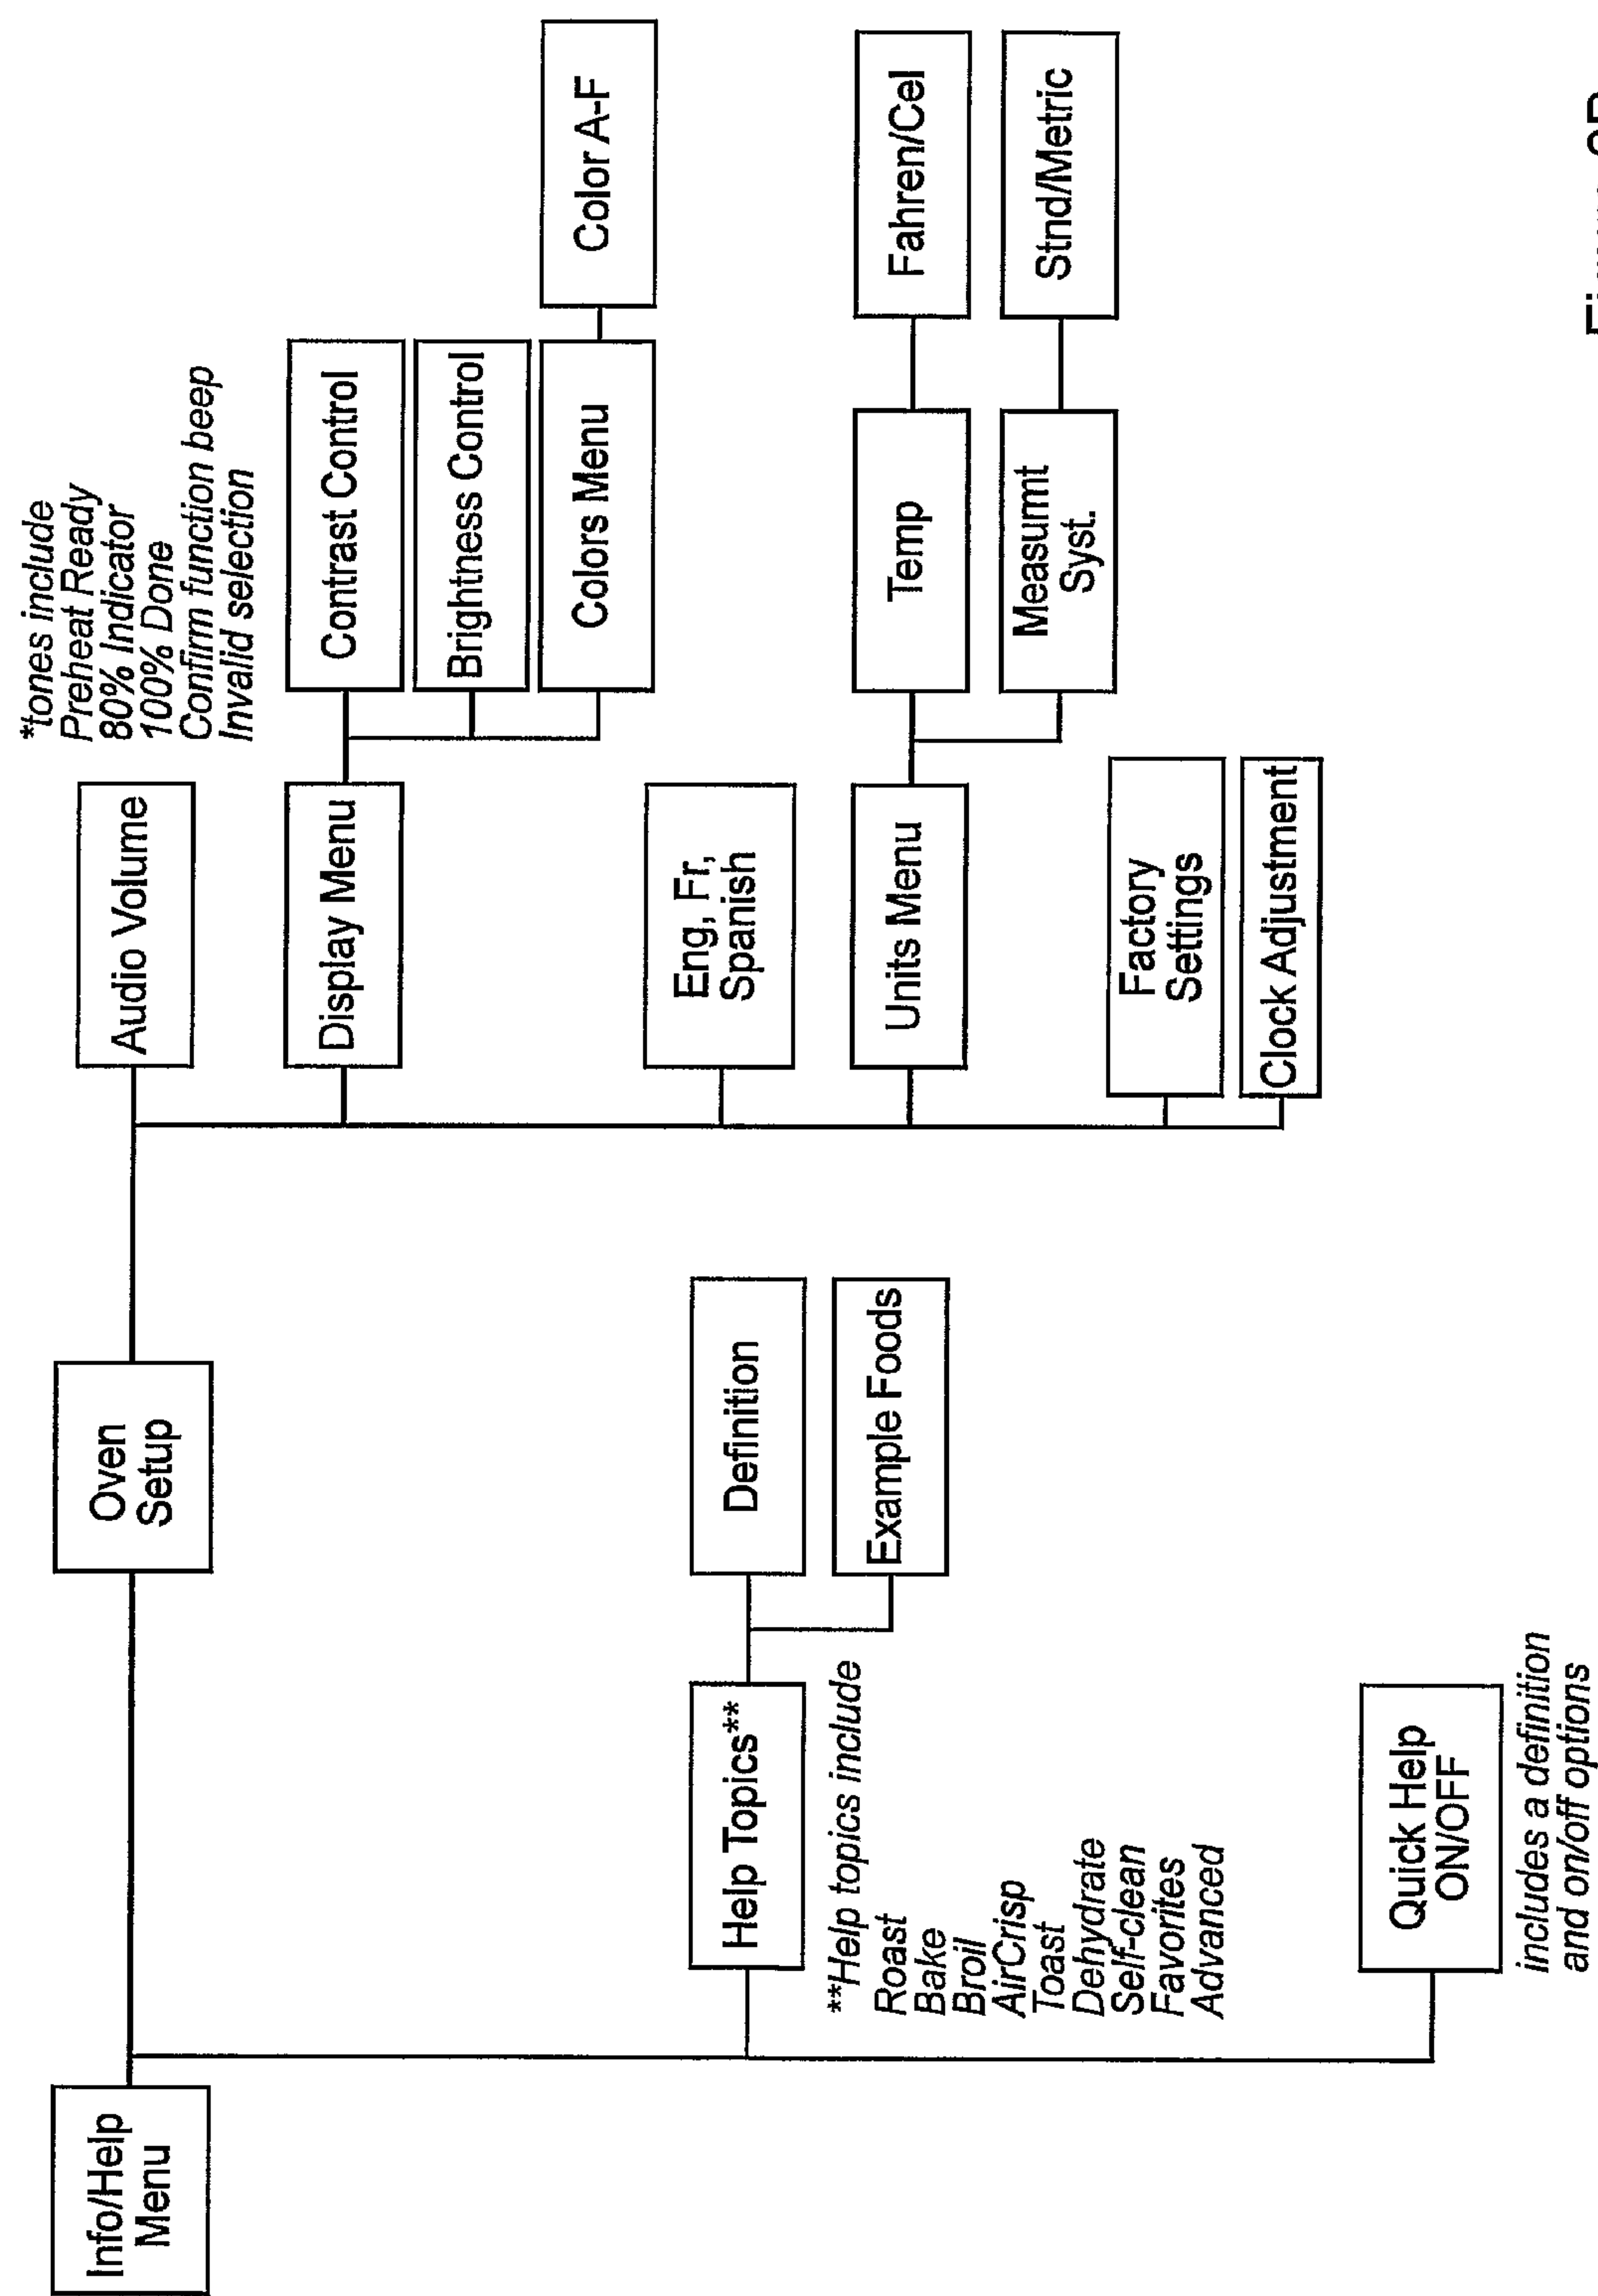 Info/Help
Menu
Oven
Setup
Audio Volume
*tones include
Preheat Ready
80% Indicator
100% Done
Confirm function beep
Invalid selection
Display Menu
Contrast Control
Brightness Control
Colors Menu
Color A-F
Eng, Fr,
Spanish
Units Menu
Temp
Fahren/Cel
Measumt
Syst.
Stnd/Metric
Factory
Settings
Clock Adjustment
Help Topics**
Definition
Example Foods
**Help topics include
Roast
Bake
Broil
AirCrisp
Toast
Dehydrate
Self-clean
Favorites
Advanced
Quick Help
ON/OFF
includes a definition
and on/off options